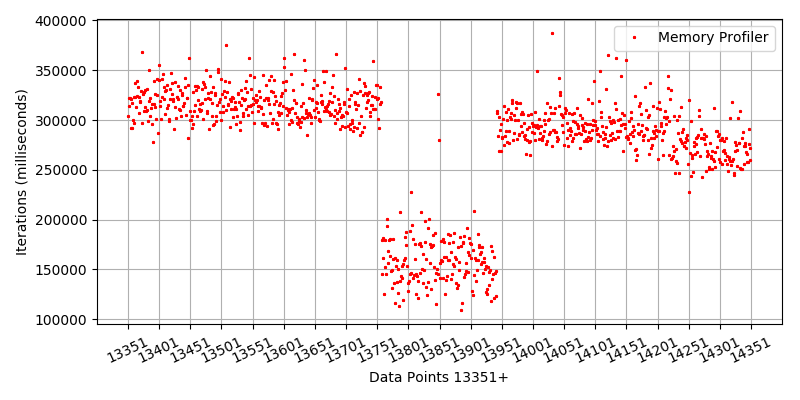 400000
350000
300000
250000
200000
150000
100000
Iterations (milliseconds)
Memory Profiler
13351 13401 13451 13501 13551 13601 13651 13701 13751 13801 13851 13901 13951 14001 14051 14101 14151 14201 14251 14301 14351
Data Points 13351+